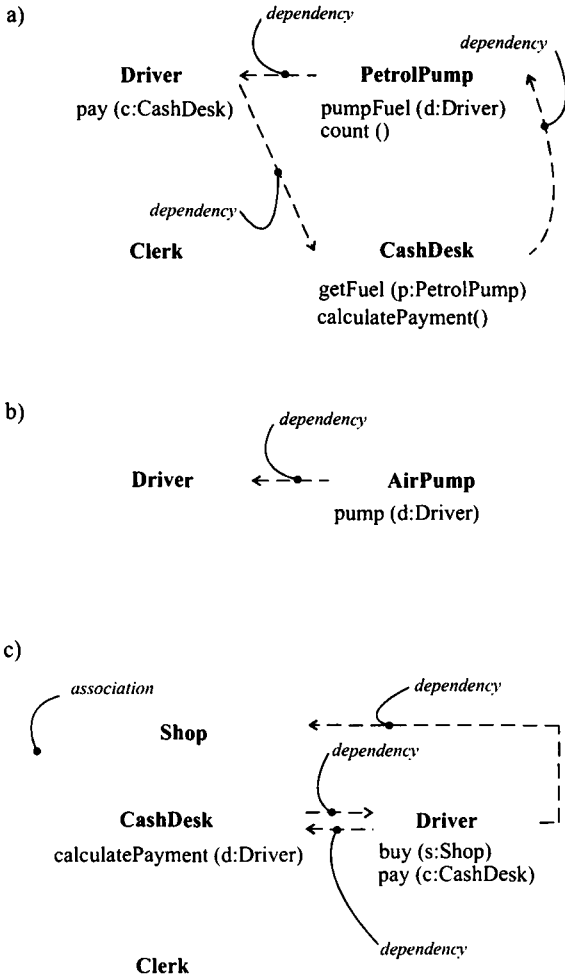 a)
dependency
dependency
Driver
PetrolPump
pay (c:CashDesk)
pumpFuel (d:Driver)
count ()
dependency
Clerk
CashDesk
getFuel (p:PetrolPump)
calculatePayment()
b)
dependency
Driver
AirPump
pump (d:Driver)
c)
association
dependency
Shop
dependency
CashDesk
Driver
calculatePayment (d:Driver)
buy (s:Shop)
pay (c:CashDesk)
dependency
Clerk